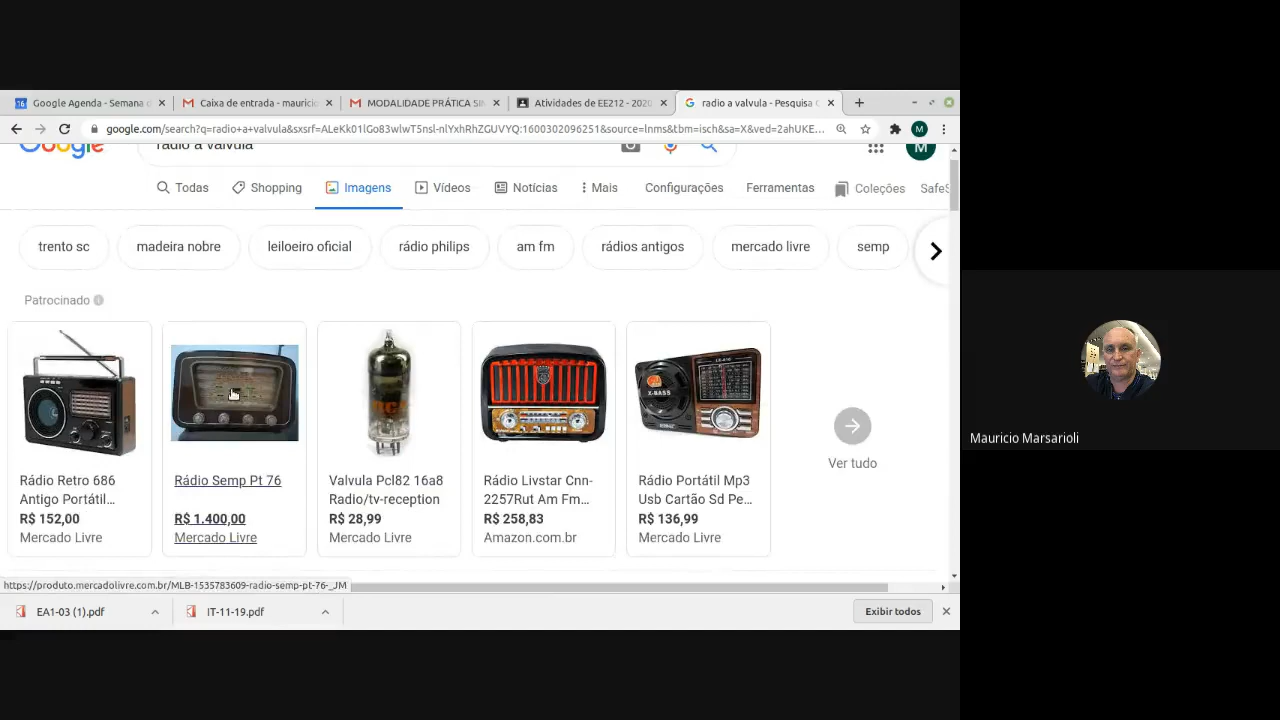 Google Agenda - Semana d
Caixa de entrada - mauricio
MODALIDADE PRÁTICA SIN
Atividades de EE212 - 2020
radio a valvula - Pesquisa G
google.com/search?q=radio+a+valvula&sxsrf=ALeKk01lGo83wlwT5nsl-nlYxhRhZGUVYQ:1600302096251&source=lnms&tbm=isch&sa=X&ved=2ahUKE...
M
Google
radio a valvula
M
Todas
Shopping
Imagens
Vídeos
Notícias
Mais
Configurações
Ferramentas
Coleções
SafeS
trento sc
madeira nobre
leiloeiro oficial
rádio philips
am fm
rádios antigos
mercado livre
semp
Patrocinado
X-BASS
Rádio Retro 686
Antigo Portátil...
R$ 152,00
Mercado Livre
Rádio Semp Pt 76
R$ 1.400,00
Mercado Livre
Valvula Pcl82 16a8
Radio/tv-reception
R$ 28,99
Mercado Livre
Rádio Livstar Cnn-
2257Rut Am Fm...
R$ 258,83
Amazon.com.br
Rádio Portátil Mp3
Usb Cartão Sd Pe...
R$ 136,99
Mercado Livre
Ver tudo
https://produto.mercadolivre.com.br/MLB-1535783609-radio-semp-pt-76-_JM
EA1-03 (1).pdf
IT-11-19.pdf
Exibir todos
Mauricio Marsarioli